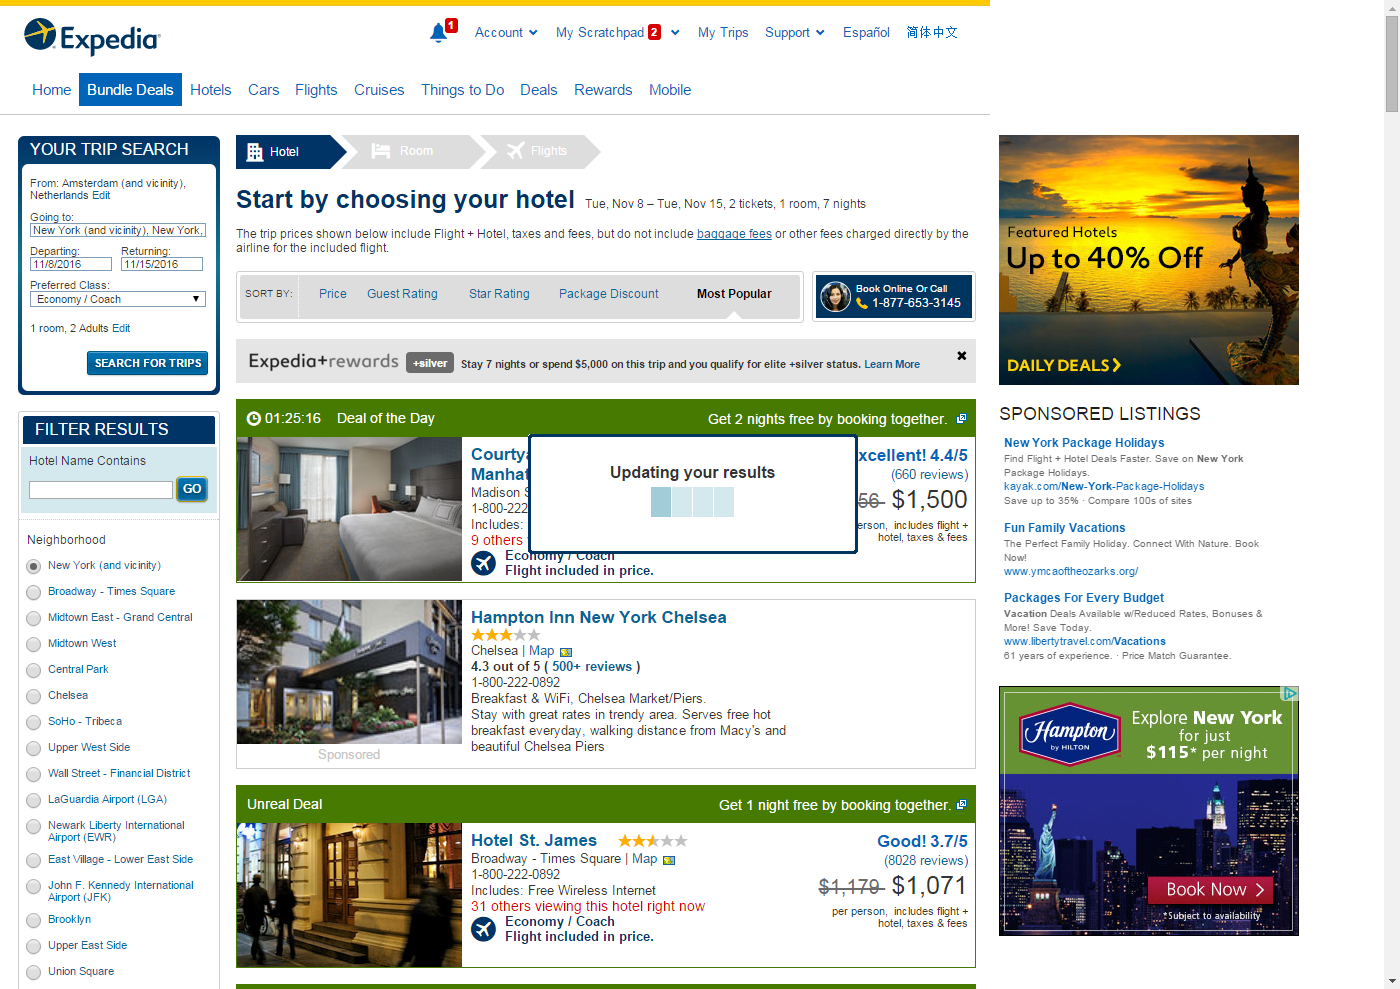 Expedia
1
Account
My Scratchpad 2
My Trips
Support
Español
简体中文
Home
Bundle Deals
Hotels
Cars
Flights
Cruises
Things to Do
Deals
Rewards
Mobile
YOUR TRIP SEARCH
From: Amsterdam (and vicinity),
Netherlands Edit
Going to:
New York (and vicinity), New York,
Departing: Returning:
11/8/2016 11/15/2016
Preferred Class:
Economy / Coach
1 room, 2 Adults Edit
SEARCH FOR TRIPS
FILTER RESULTS
Hotel Name Contains
GO
Neighborhood
New York (and vicinity)
Broadway - Times Square
Midtown East - Grand Central
Midtown West
Central Park
Chelsea
SoHo - Tribeca
Upper West Side
Wall Street - Financial District
LaGuardia Airport (LGA)
Newark Liberty International
Airport (EWR)
East Village - Lower East Side
John F. Kennedy International
Airport (JFK)
Brooklyn
Upper East Side
Union Square
Hotel
Room
Flights
Start by choosing your hotel Tue, Nov 8 – Tue, Nov 15, 2 tickets, 1 room, 7 nights
The trip prices shown below include Flight + Hotel, taxes and fees, but do not include baggage fees or other fees charged directly by the
airline for the included flight.
SORT BY: Price Guest Rating Star Rating Package Discount Most Popular
Book Online Or Call
1-877-653-3145
Expedia+rewards +silver Stay 7 nights or spend $5,000 on this trip and you qualify for elite +silver status. Learn More
01:25:16 Deal of the Day Get 2 nights free by booking together.
Courtya
Manhat
Madison S
1-800-222
Includes:
9 others
Economy / Coach
Flight included in price.
xcellent! 4.4/5
(660 reviews)
56 $1,500
erson, includes flight +
hotel, taxes & fees
Updating your results
Hampton Inn New York Chelsea
Chelsea | Map
4.3 out of 5 ( 500+ reviews )
1-800-222-0892
Breakfast & WiFi, Chelsea Market/Piers.
Stay with great rates in trendy area. Serves free hot
breakfast everyday, walking distance from Macy's and
beautiful Chelsea Piers
Sponsored
Unreal Deal Get 1 night free by booking together.
Hotel St. James
Broadway - Times Square | Map
1-800-222-0892
Includes: Free Wireless Internet
31 others viewing this hotel right now
Economy / Coach
Flight included in price.
Good! 3.7/5
(8028 reviews)
$1,179 $1,071
per person, includes flight +
hotel, taxes & fees
Featured Hotels
Up to 40% Off
DAILY DEALS
SPONSORED LISTINGS
New York Package Holidays
Find Flight + Hotel Deals Faster. Save on New York
Package Holidays.
kayak.com/New-York-Package-Holidays
Save up to 35% · Compare 100s of sites
Fun Family Vacations
The Perfect Family Holiday. Connect With Nature. Book
Now!
www.ymcaoftheozarks.org/
Packages For Every Budget
Vacation Deals Available w/Reduced Rates, Bonuses &
More! Save Today.
www.libertytravel.com/Vacations
61 years of experience. · Price Match Guarantee.
Hampton
BY HILTON
Explore New York
for just
$115* per night
Book Now
*Subject to availability